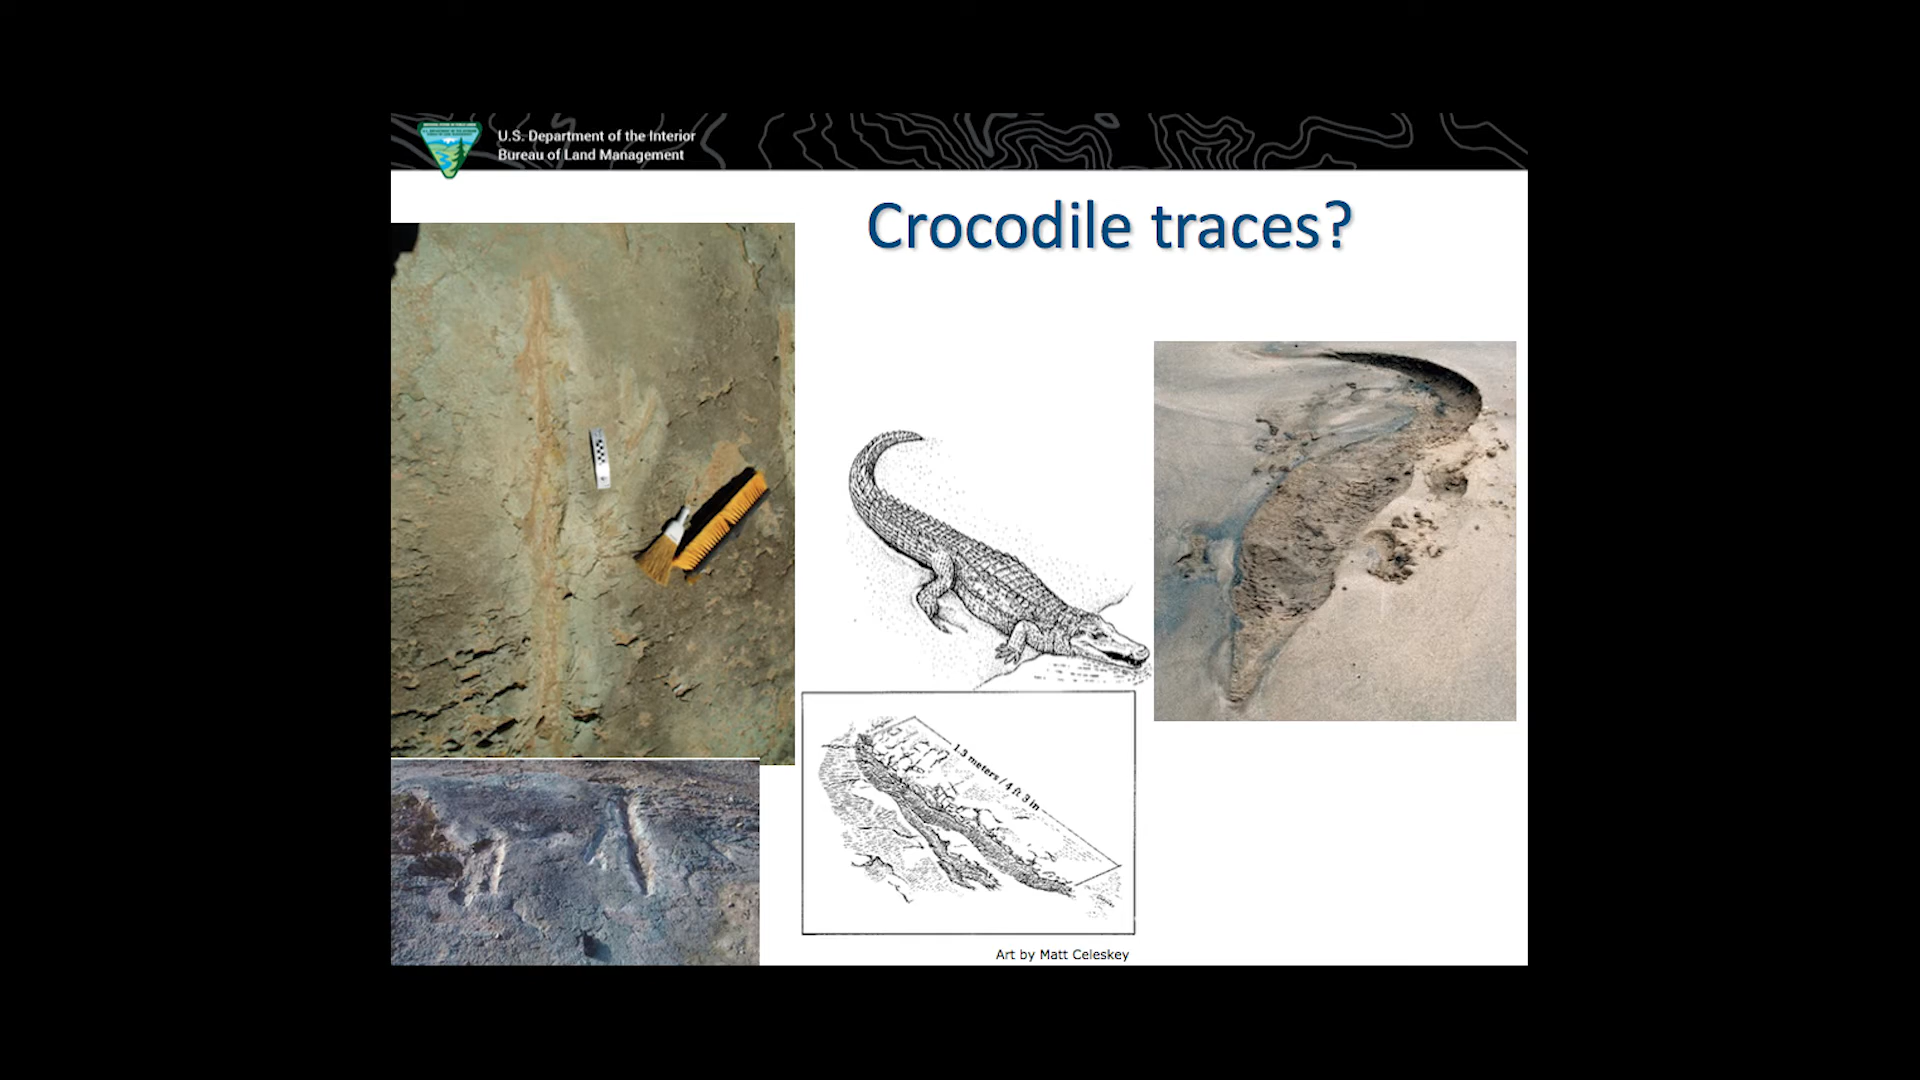 U.S. Department of the Interior
Bureau of Land Management
Crocodile traces?
1.3 meters / 4 ft 3 in
Art by Matt Celeskey